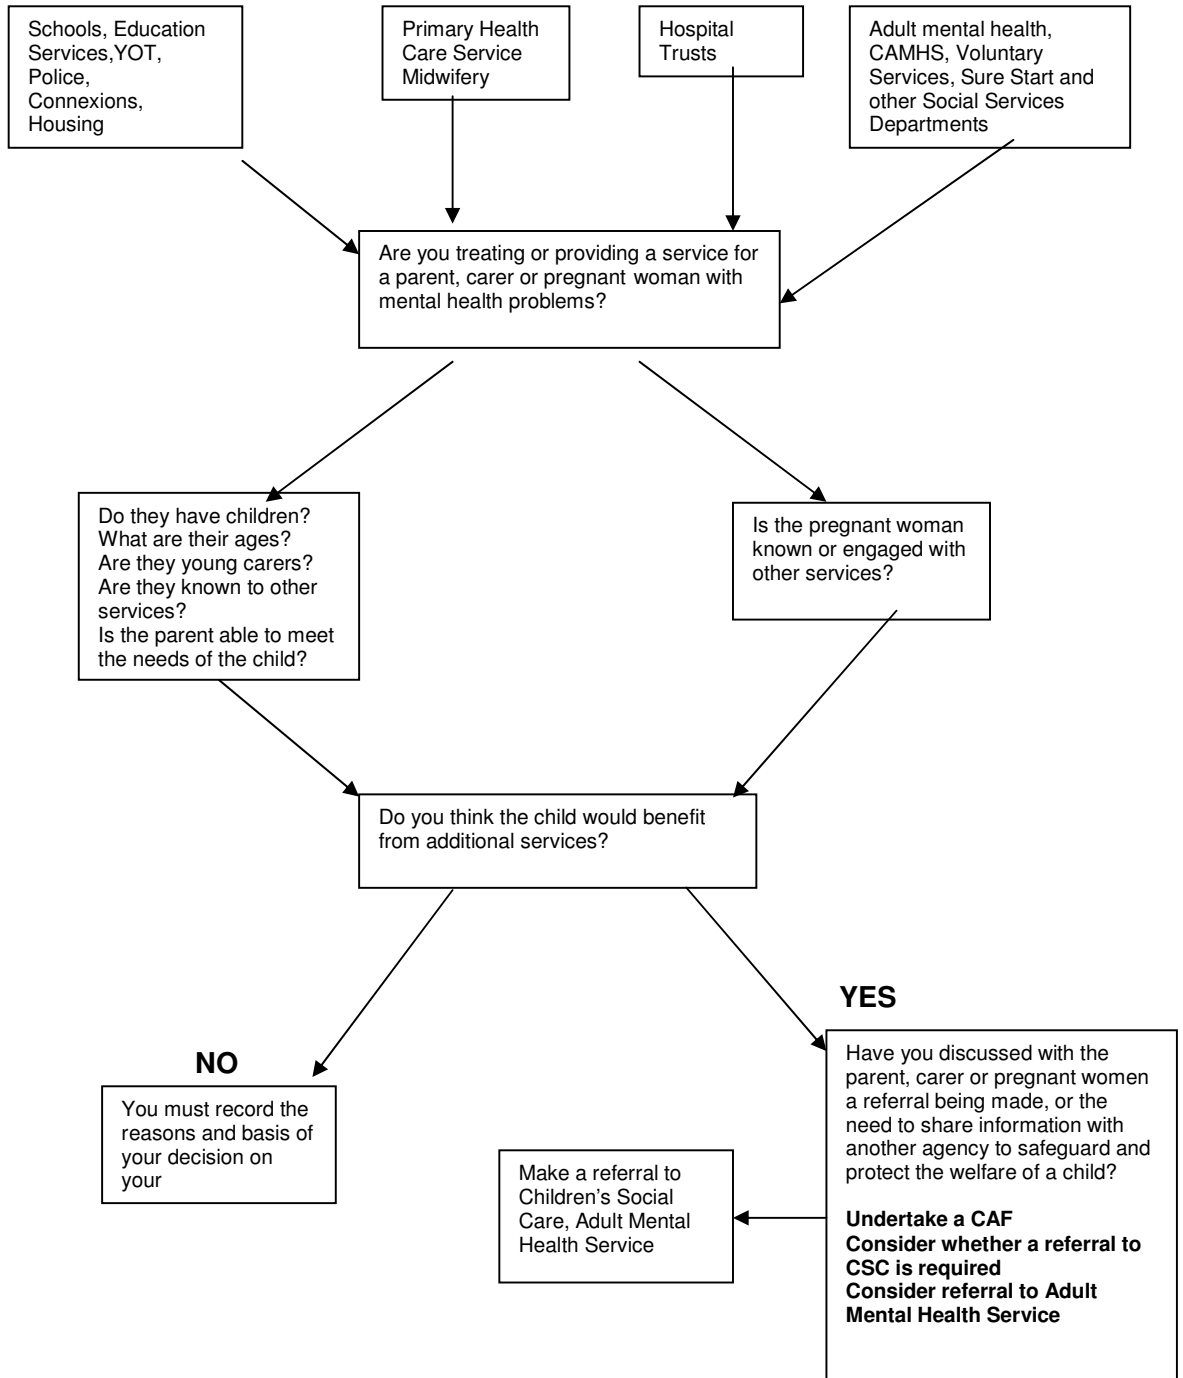 Schools, Education
Services,YOT,
Police,
Connexions,
Housing
Primary Health
Care Service
Midwifery
Hospital
Trusts
Adult mental health,
CAMHS, Voluntary
Services, Sure Start and
other Social Services
Departments
Are you treating or providing a service for
a parent, carer or pregnant woman with
mental health problems?
Do they have children?
What are their ages?
Are they young carers?
Are they known to other
services?
Is the parent able to meet
the needs of the child?
Is the pregnant woman
known or engaged with
other services?
Do you think the child would benefit
from additional services?
NO
You must record the
reasons and basis of
your decision on
your
YES
Have you discussed with the
parent, carer or pregnant women
a referral being made, or the
need to share information with
another agency to safeguard and
protect the welfare of a child?
Undertake a CAF
Consider whether a referral to
CSC is required
Consider referral to Adult
Mental Health Service
Make a referral to
Children's Social
Care, Adult Mental
Health Service